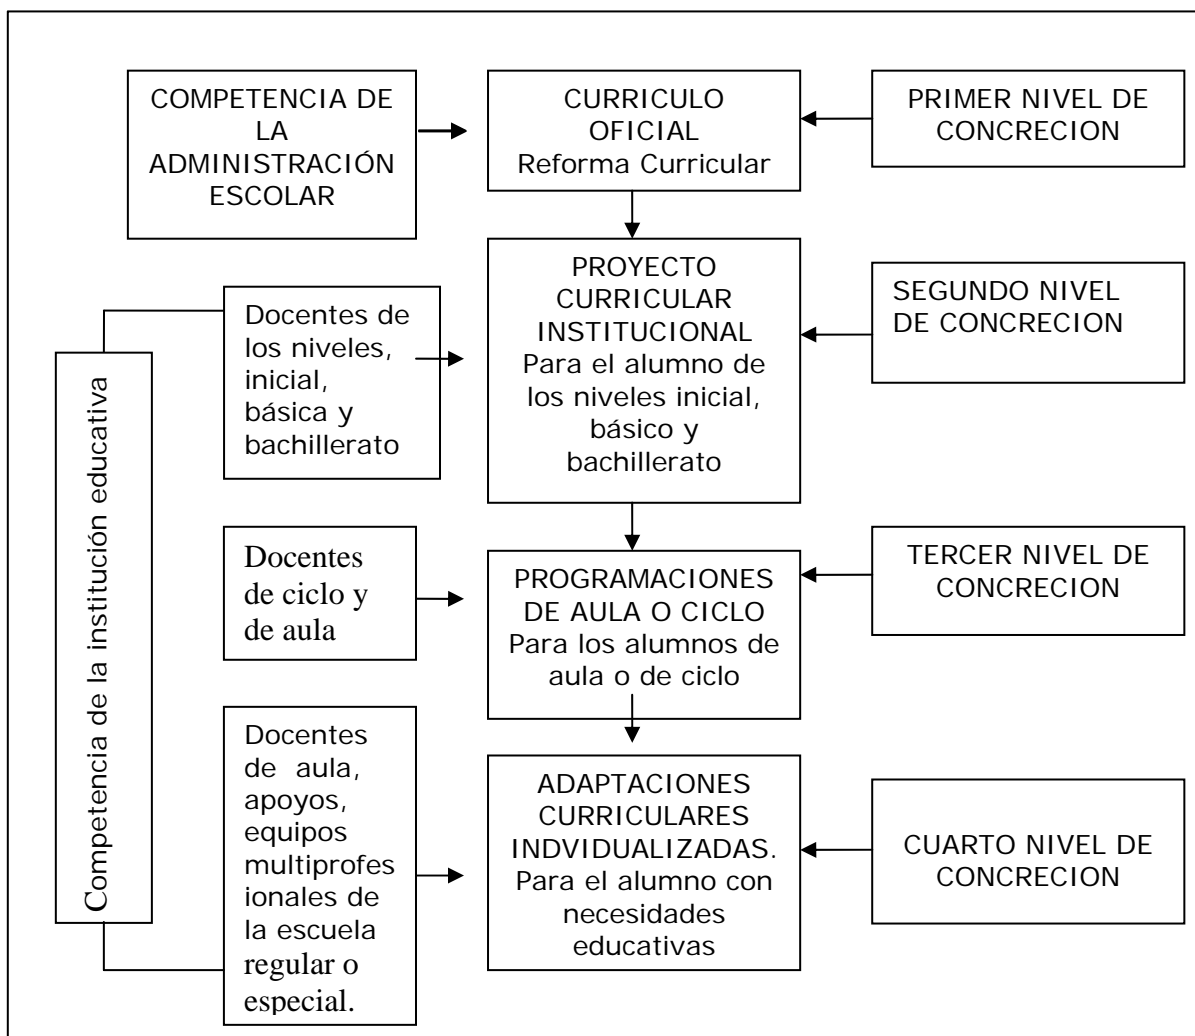 COMPETENCIA DE
LA
ADMINISTRACIÓN
ESCOLAR
CURRICULO
OFICIAL
Reforma Curricular
PRIMER NIVEL DE
CONCRECION
Competencia de la institución educativa
Docentes de
los niveles,
inicial,
básica y
bachillerato
PROYECTO
CURRICULAR
INSTITUCIONAL
Para el alumno de
los niveles inicial,
básico y
bachillerato
SEGUNDO NIVEL
DE CONCRECION
Docentes
de ciclo y
de aula
PROGRAMACIONES
DE AULA O CICLO
Para los alumnos de
aula o de ciclo
TERCER NIVEL DE
CONCRECION
Docentes
de aula,
apoyos,
equipos
multiprofes
ionales de
la escuela
regular o
especial.
ADAPTACIONES
CURRICULARES
INDVIDUALIZADAS.
Para el alumno con
necesidades
educativas
CUARTO NIVEL DE
CONCRECION